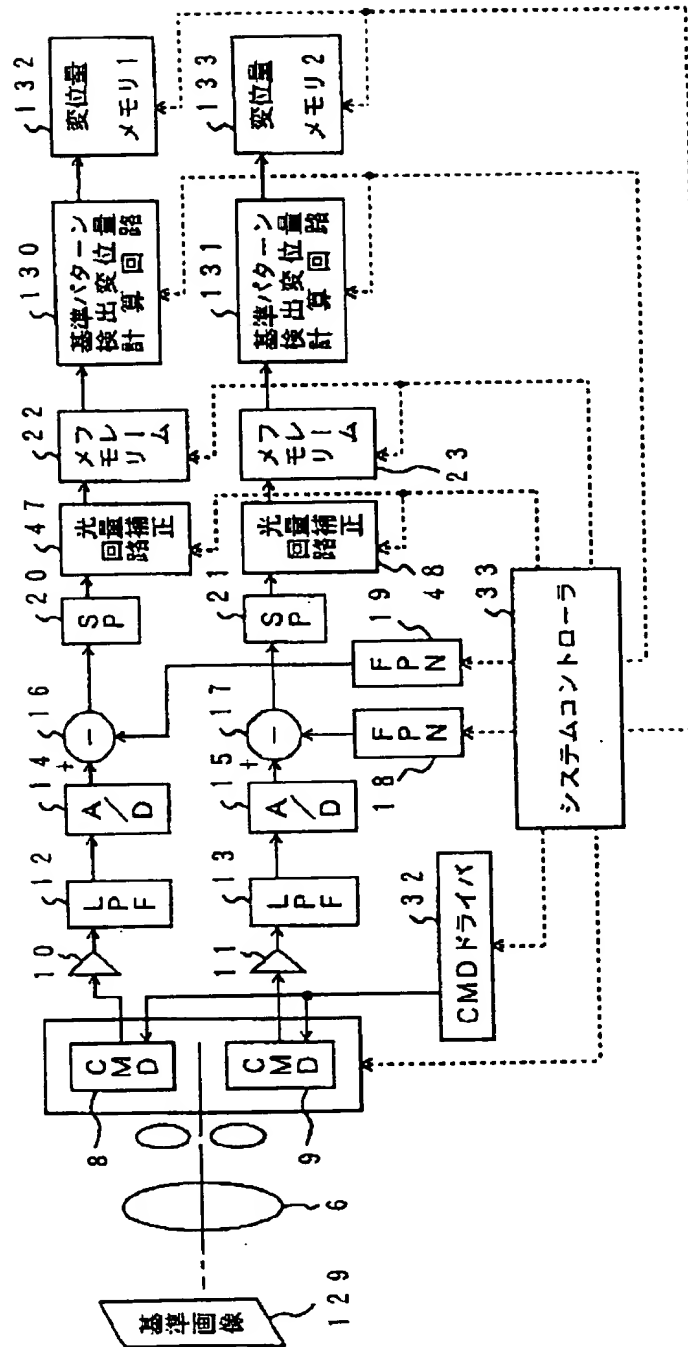 基準画像
129
6
8
CMD
9
CMD
10
11
12
LPF
13
LPF
14
A/D
15
A/D
+
16
−
+
17
−
18
FPN
19
FPN
20
SP
21
SP
47
光量補正
回路
48
光量補正
回路
22
フレーム
メモリ
23
フレーム
メモリ
130
基準パターン
検出変位量
計算回路
131
基準パターン
検出変位量
計算回路
132
変位量
メモリ1
133
変位量
メモリ2
32
CMDドライバ
33
システムコントローラ